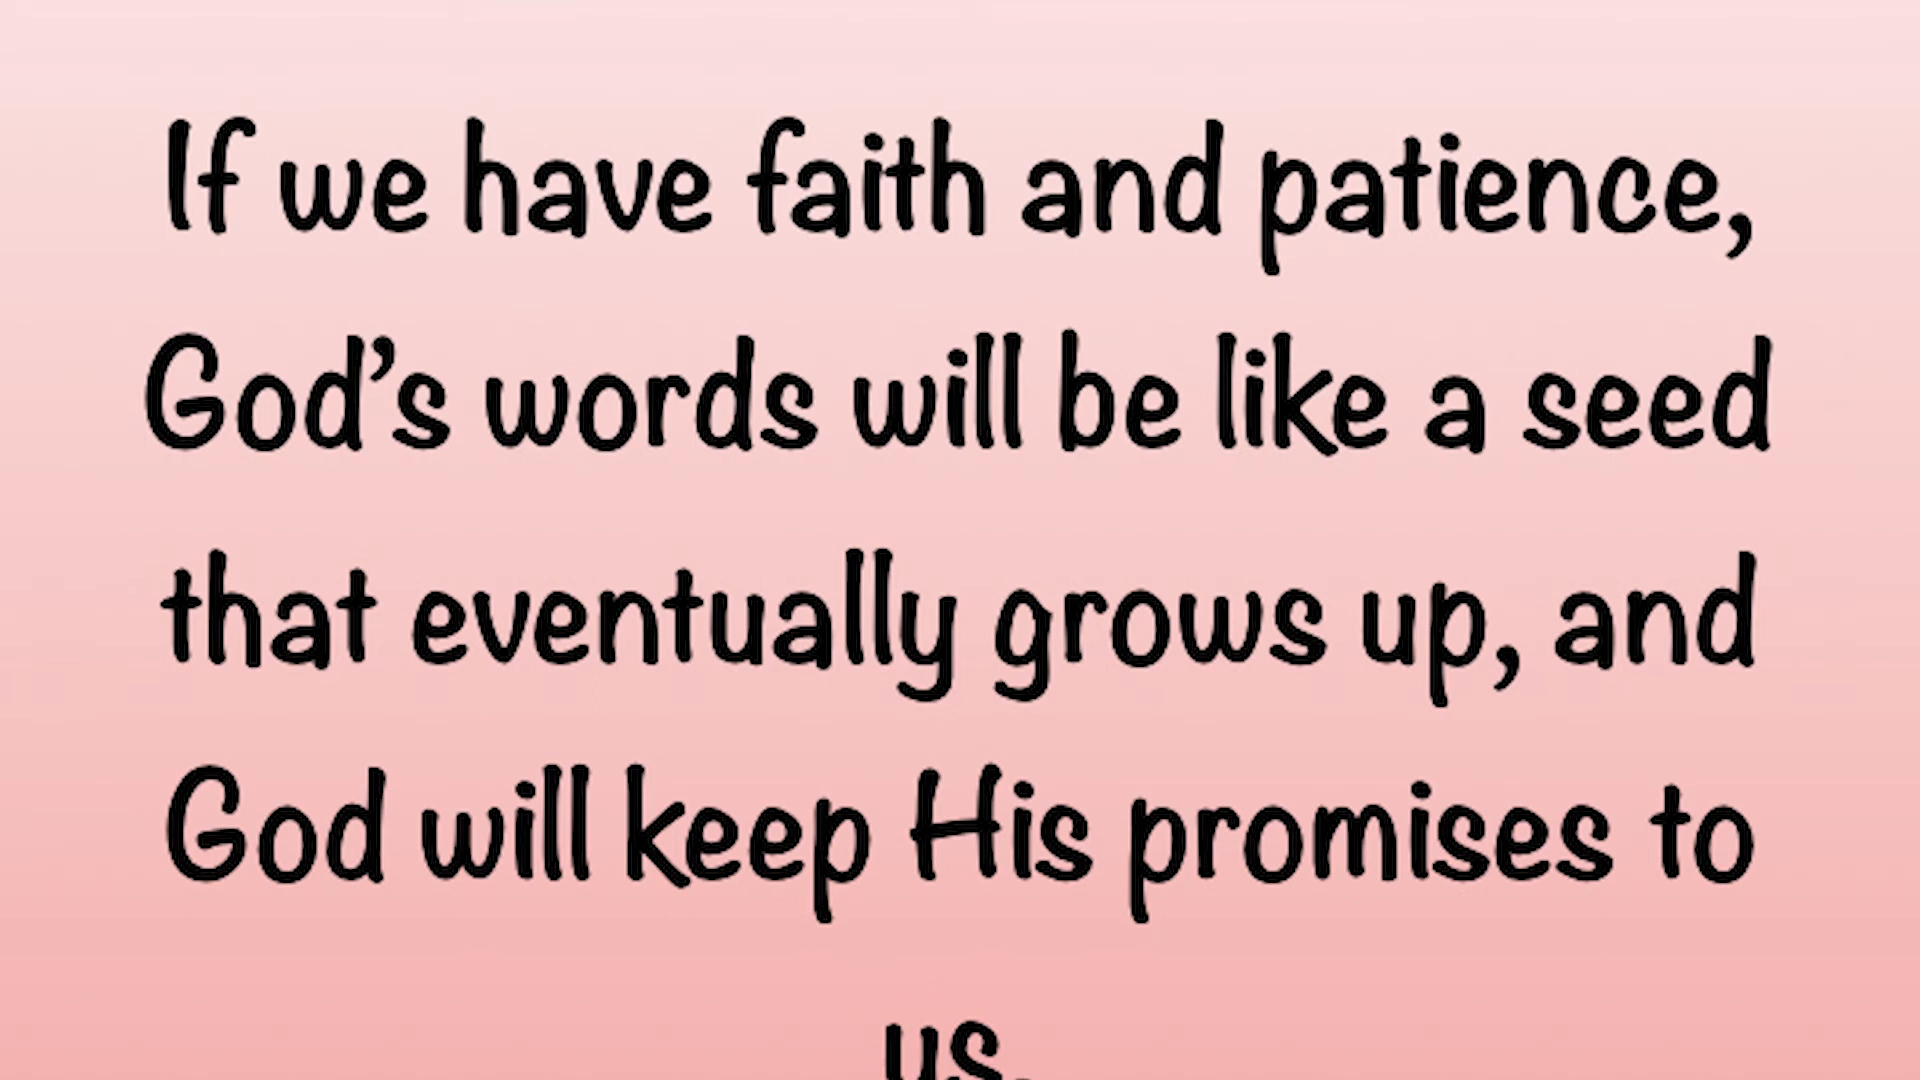 If we have faith and patience,
God’s words will be like a seed
that eventually grows up, and
God will keep His promises to
us.